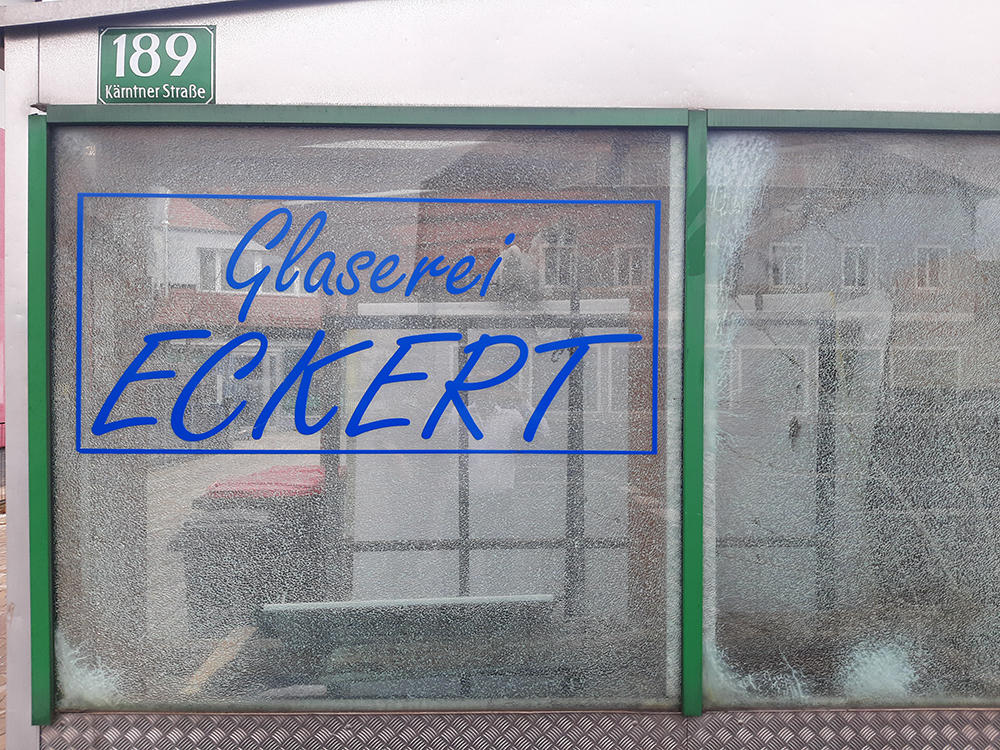 189
Kärntner Straße
Glaserei
ECKERT